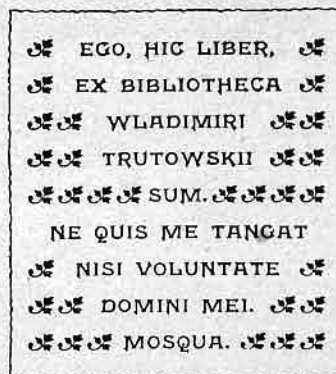 EGO, HIC LIBER,
EX BIBLIOTHECA
WLADIMIRI
TRUTOWSKII
SUM.
NE QUIS ME TANGAT
NISI VOLUNTATE
DOMINI MEI.
MOSQUA.